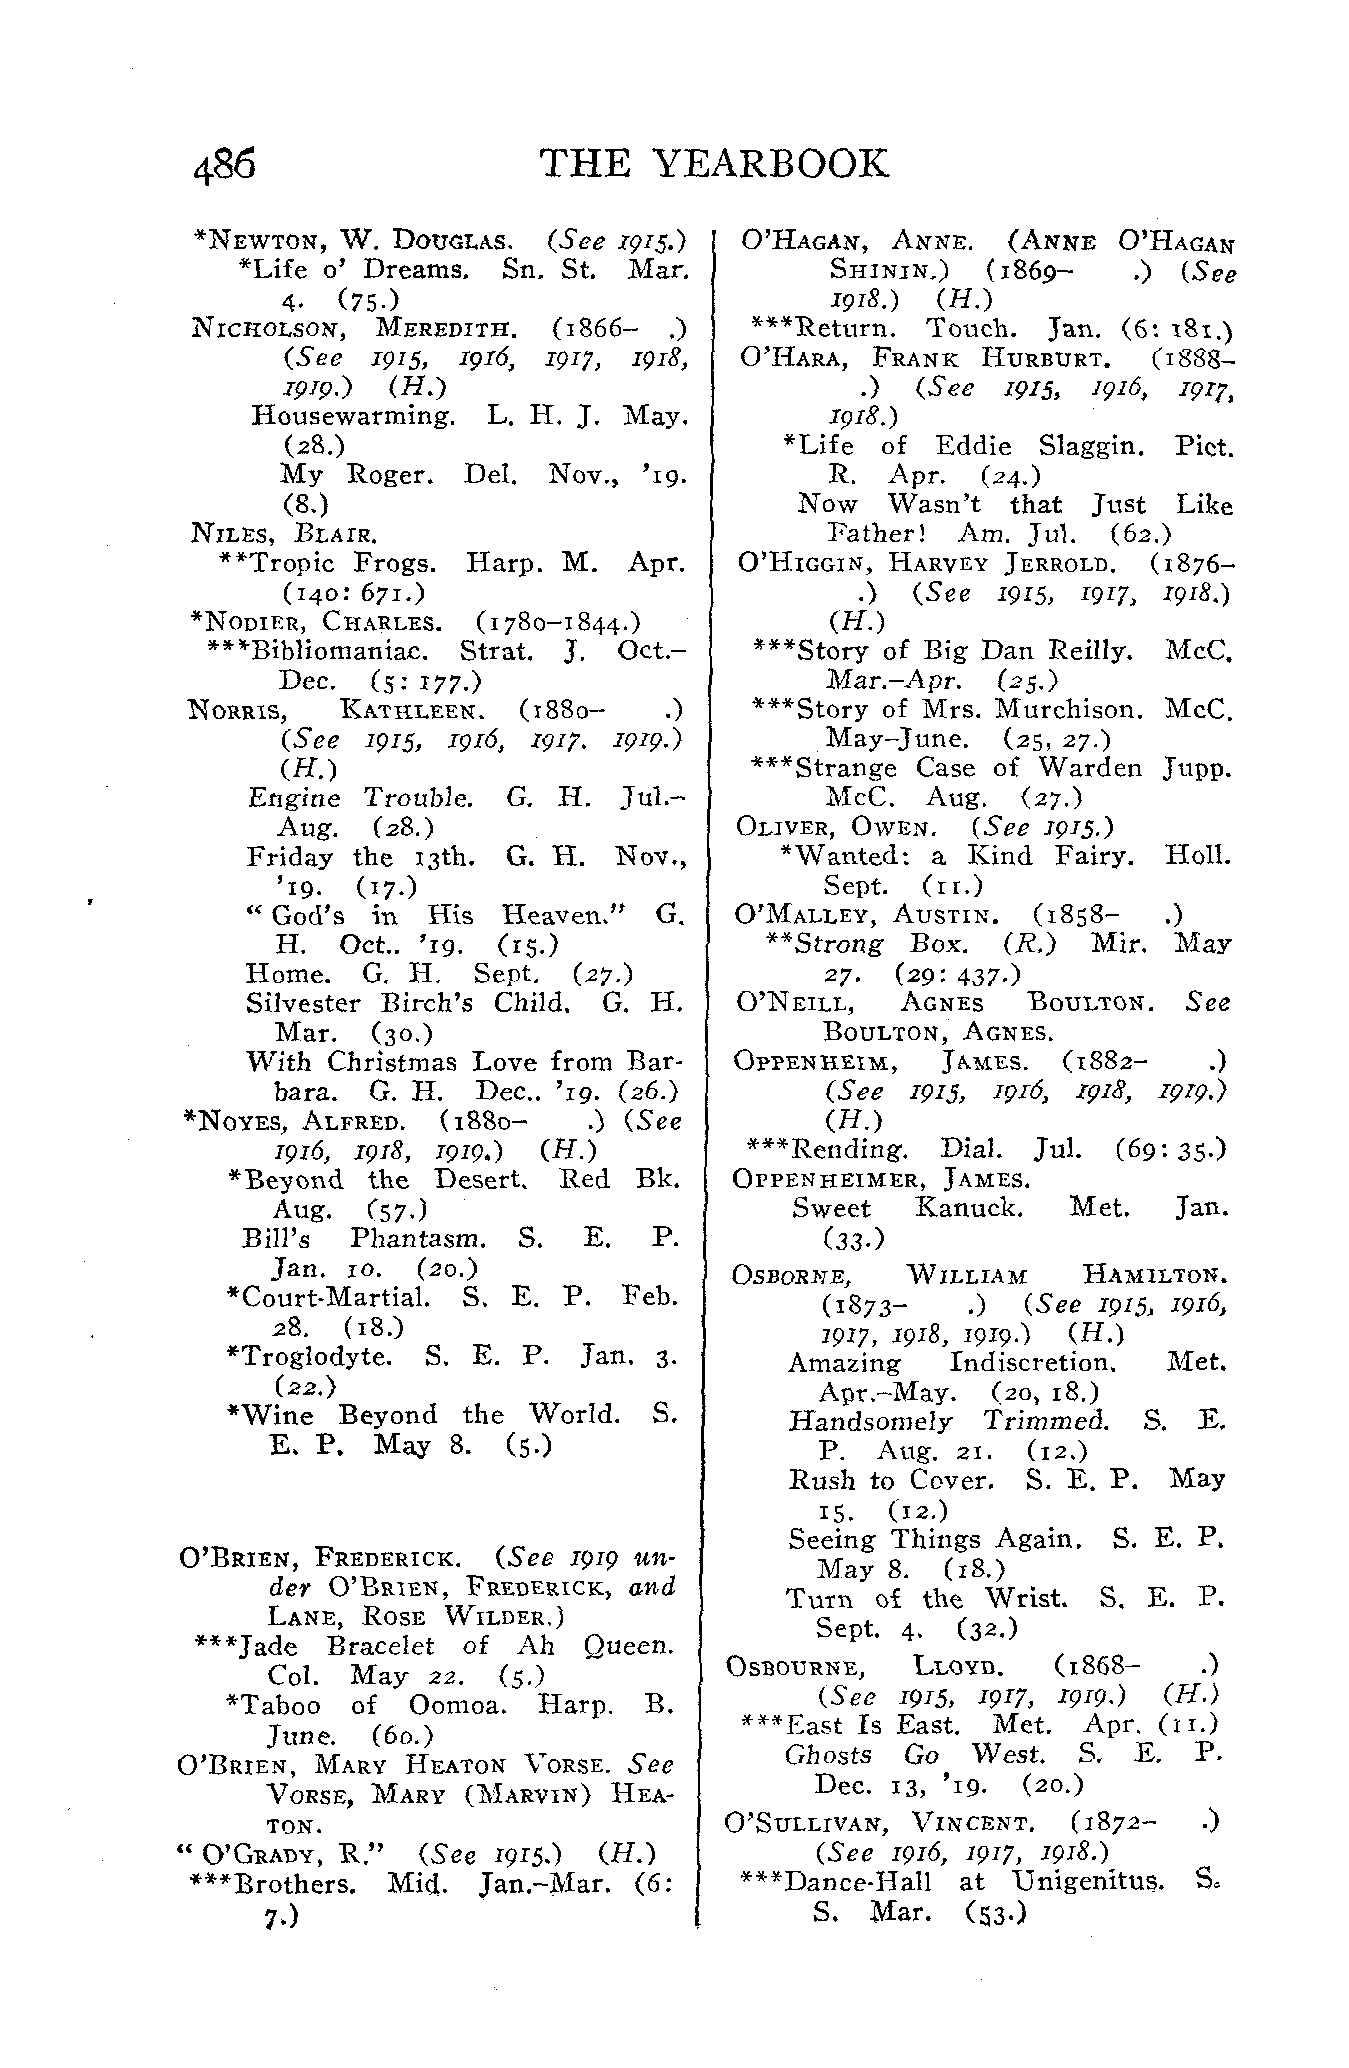 486 THE YEARBOOK
*NEWTON, W. DOUGLAS. (See 1915.)
*Life o' Dreams. Sn. St. Mar.
4. (75.)
NICHOLSON, MEREDITH. (1866– .)
(See 1915, 1916, 1917, 1918,
1919.) (H.)
Housewarming. L. H. J. May.
(28.)
My Roger. Del. Nov., '19.
(8.)
NILES, BLAIR.
**Tropic Frogs. Harp. M. Apr.
(140: 671.)
*NODIER, CHARLES. (1780–1844.)
***Bibliomaniac. Strat. J. Oct.–
Dec. (5: 177.)
NORRIS, KATHLEEN. (1880– .)
(See 1915, 1916, 1917. 1919.)
(H.)
Engine Trouble. G. H. Jul.–
Aug. (28.)
Friday the 13th. G. H. Nov.,
'19. (17.)
“ God's in His Heaven.” G.
H. Oct.. '19. (15.)
Home. G. H. Sept. (27.)
Silvester Birch's Child. G. H.
Mar. (30.)
With Christmas Love from Bar-
bara. G. H. Dec.. '19. (26.)
*NOYES, ALFRED. (1880– .) (See
1916, 1918, 1919.) (H.)
*Beyond the Desert. Red Bk.
Aug. (57.)
Bill's Phantasm. S. E. P.
Jan. 10. (20.)
*Court-Martial. S. E. P. Feb.
28. (18.)
*Troglodyte. S. E. P. Jan. 3.
(22.)
*Wine Beyond the World. S.
E. P. May 8. (5.)
O'BRIEN, FREDERICK. (See 1919 un-
der O'BRIEN, FREDERICK, and
LANE, ROSE WILDER.)
***Jade Bracelet of Ah Queen.
Col. May 22. (5.)
*Taboo of Oomoa. Harp. B.
June. (60.)
O'BRIEN, MARY HEATON VORSE. See
VORSE, MARY (MARVIN) HEA-
TON.
“ O'GRADY, R.” (See 1915.) (H.)
***Brothers. Mid. Jan.–Mar. (6:
7.)
O'HAGAN, ANNE. (ANNE O'HAGAN
SHININ.) (1869– .) (See
1918.) (H.)
***Return. Touch. Jan. (6: 181.)
O'HARA, FRANK HURBURT. (1888–
.) (See 1915, 1916, 1917,
1918.)
*Life of Eddie Slaggin. Pict.
R. Apr. (24.)
Now Wasn't that Just Like
Father! Am. Jul. (62.)
O'HIGGIN, HARVEY JERROLD. (1876–
.) (See 1915, 1917, 1918.)
(H.)
***Story of Big Dan Reilly. McC.
Mar.–Apr. (25.)
***Story of Mrs. Murchison. McC.
May–June. (25, 27.)
***Strange Case of Warden Jupp.
McC. Aug. (27.)
OLIVER, OWEN. (See 1915.)
*Wanted: a Kind Fairy. Holl.
Sept. (11.)
O'MALLEY, AUSTIN. (1858– .)
**Strong Box. (R.) Mir. May
27. (29: 437.)
O'NEILL, AGNES BOULTON. See
BOULTON, AGNES.
OPPENHEIM, JAMES. (1882– .)
(See 1915, 1916, 1918, 1919.)
(H.)
***Rending. Dial. Jul. (69: 35.)
OPPENHEIMER, JAMES.
Sweet Kanuck. Met. Jan.
(33.)
OSBORNE, WILLIAM HAMILTON.
(1873– .) (See 1915, 1916,
1917, 1918, 1919.) (H.)
Amazing Indiscretion. Met.
Apr.–May. (20, 18.)
Handsomely Trimmed. S. E.
P. Aug. 21. (12.)
Rush to Cover. S. E. P. May
15. (12.)
Seeing Things Again. S. E. P.
May 8. (18.)
Turn of the Wrist. S. E. P.
Sept. 4. (32.)
OSBOURNE, LLOYD. (1868– .)
(See 1915, 1917, 1919.) (H.)
***East Is East. Met. Apr. (11.)
Ghosts Go West. S. E. P.
Dec. 13, '19. (20.)
O'SULLIVAN, VINCENT. (1872– .)
(See 1916, 1917, 1918.)
***Dance-Hall at Unigenitus. S.
S. Mar. (53.)